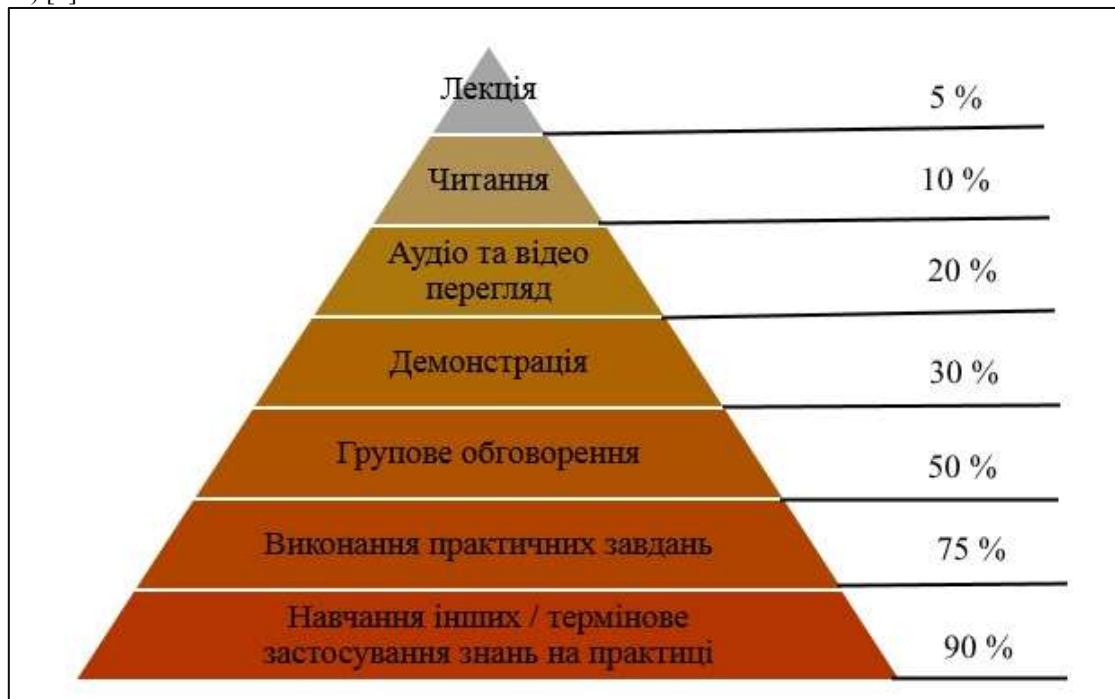 Лекція
5 %
Читання
10 %
Аудіо та відео
перегляд
20 %
Демонстрація
30 %
Групове обговорення
50 %
Виконання практичних завдань
75 %
Навчання інших / термінове
застосування знань на практиці
90 %